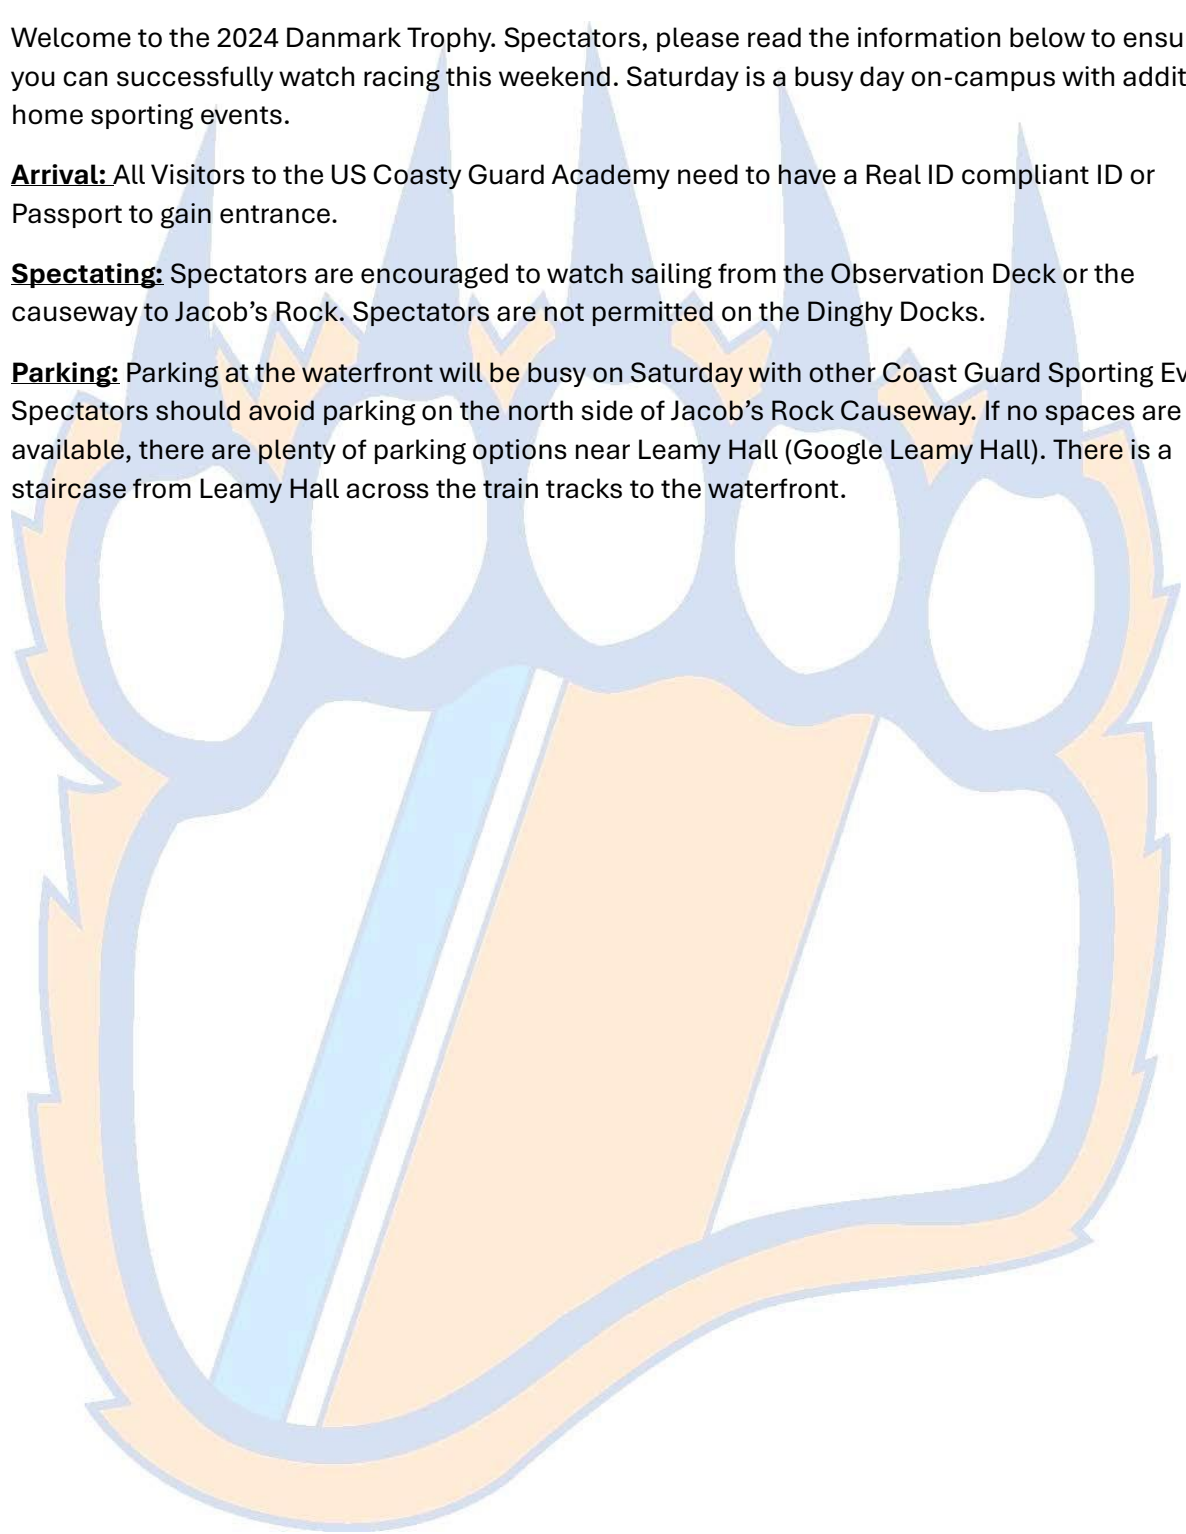 Welcome to the 2024 Danmark Trophy. Spectators, please read the information below to ensu
you can successfully watch racing this weekend. Saturday is a busy day on-campus with addit
home sporting events.
Arrival: All Visitors to the US Coasty Guard Academy need to have a Real ID compliant ID or
Passport to gain entrance.
Spectating: Spectators are encouraged to watch sailing from the Observation Deck or the
causeway to Jacob’s Rock. Spectators are not permitted on the Dinghy Docks.
Parking: Parking at the waterfront will be busy on Saturday with other Coast Guard Sporting Ev
Spectators should avoid parking on the north side of Jacob’s Rock Causeway. If no spaces are
available, there are plenty of parking options near Leamy Hall (Google Leamy Hall). There is a
staircase from Leamy Hall across the train tracks to the waterfront.